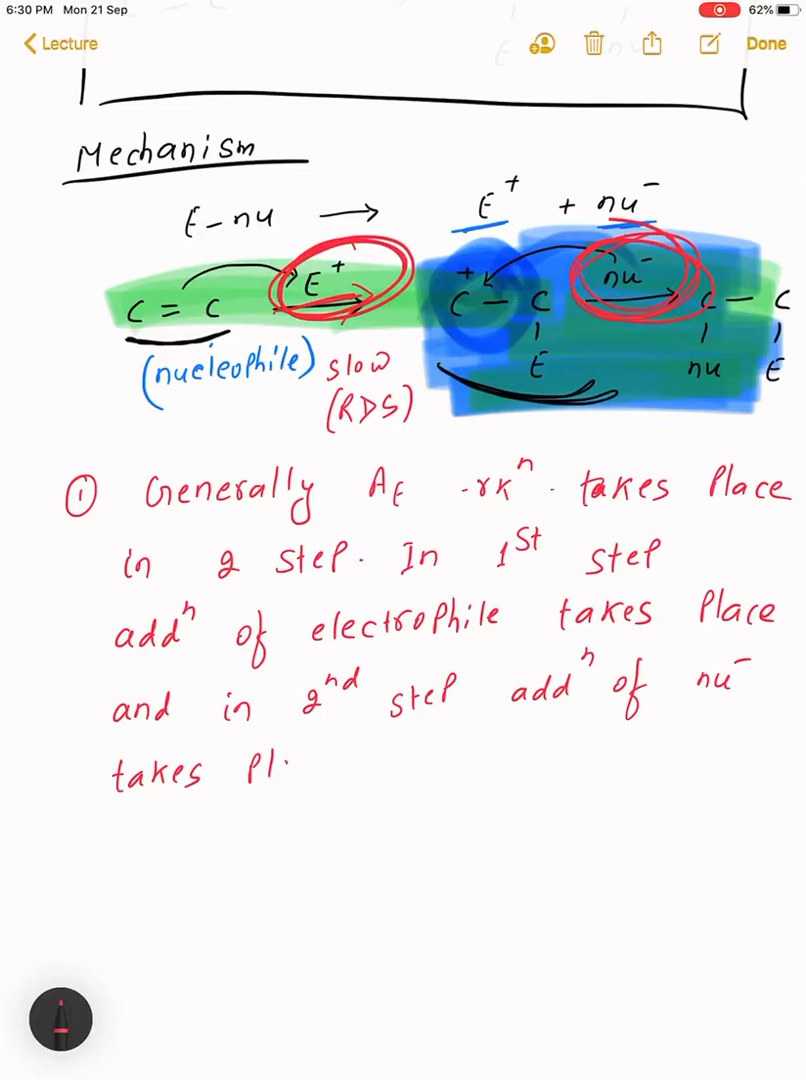 6:30 PM Mon 21 Sep 62%
Lecture Done
E nu
Mechanism
E - nu → E⁺ + nu⁻
C = C E⁺ → C⁺ - C nu⁻ → C - C
(nucleophile) slow E nu E
(RDS)
① Generally AE rxⁿ. takes Place
in 2 step. In 1st step
addⁿ of electrophile takes Place
and in 2nd step addⁿ of nu⁻
takes Pl.